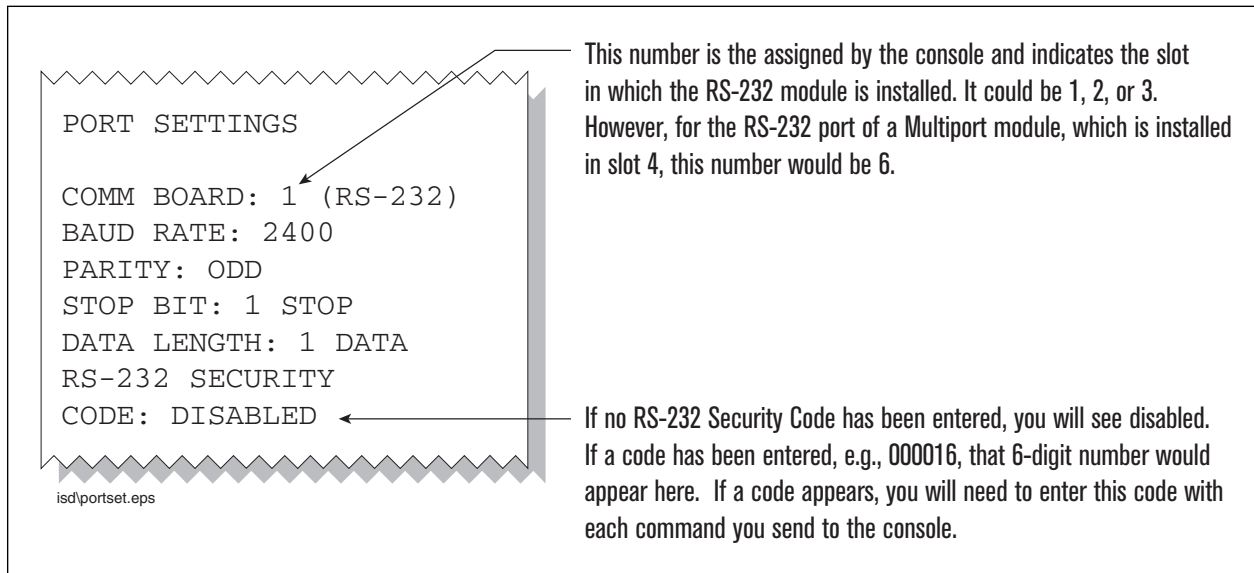 This number is the assigned by the console and indicates the slot
in which the RS-232 module is installed. It could be 1, 2, or 3.
However, for the RS-232 port of a Multiport module, which is installed
in slot 4, this number would be 6.
PORT SETTINGS
COMM BOARD: 1 (RS-232)
BAUD RATE: 2400
PARITY: ODD
STOP BIT: 1 STOP
DATA LENGTH: 1 DATA
RS-232 SECURITY
CODE: DISABLED
If no RS-232 Security Code has been entered, you will see disabled.
If a code has been entered, e.g., 000016, that 6-digit number would
appear here. If a code appears, you will need to enter this code with
each command you send to the console.
isd\portset.eps